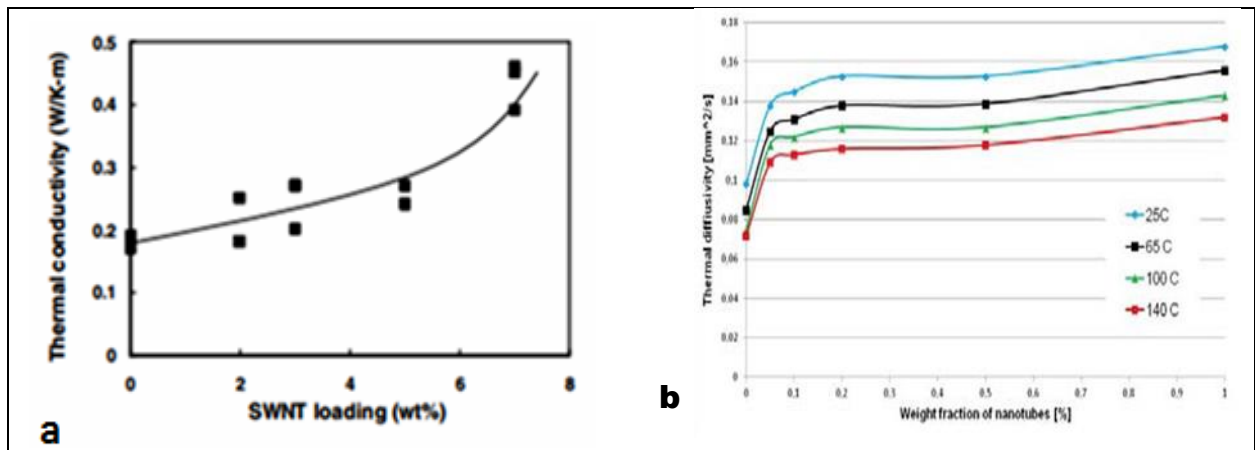 Thermal conductivity (W/K-m)
0.5
0.4
0.3
0.2
0.1
0
0 2 4 6 8
SWNT loading (wt%)
a
Thermal diffiusivity [mm^2/s]
0.18
0.16
0.14
0.12
0.1
0.08
0.06
0.04
0.02
0
0 0.1 0.2 0.3 0.4 0.5 0.6 0.7 0.8 0.9 1
Weight fraction of nanotubes [%]
25C
65 C
100 C
140 C
b